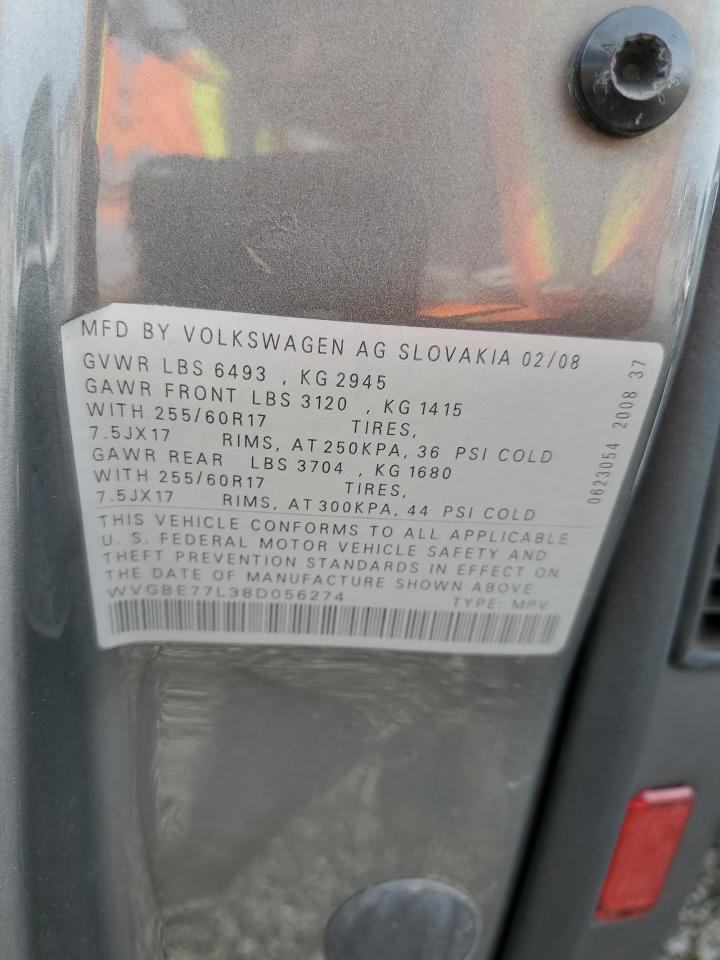 MFD BY VOLKSWAGEN AG SLOVAKIA 02/08
GVWR LBS 6493 , KG 2945
GAWR FRONT LBS 3120 , KG 1415
WITH 255/60R17 TIRES,
7.5JX17 RIMS, AT 250KPA, 36 PSI COLD
GAWR REAR LBS 3704 , KG 1680
WITH 255/60R17 TIRES,
7.5JX17 RIMS, AT 300KPA, 44 PSI COLD
THIS VEHICLE CONFORMS TO ALL APPLICABLE
U. S. FEDERAL MOTOR VEHICLE SAFETY AND
THEFT PREVENTION STANDARDS IN EFFECT ON
THE DATE OF MANUFACTURE SHOWN ABOVE.
WVGBE77L38D056274 TYPE: MPV
0623054 2008 37